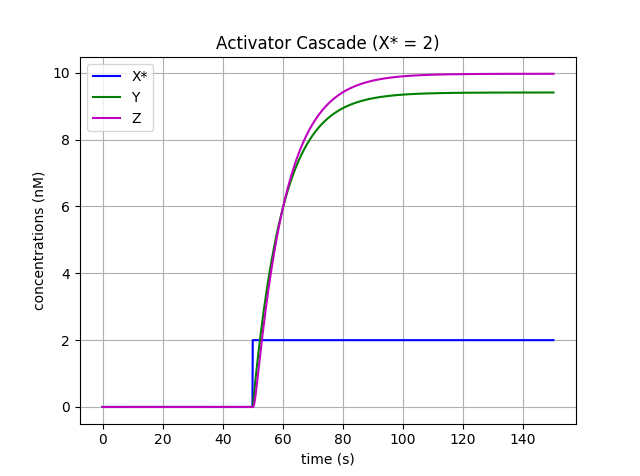 Activator Cascade (X* = 2)
X*
Y
Z
concentrations (nM)
10
8
6
4
2
0
0 20 40 60 80 100 120 140
time (s)